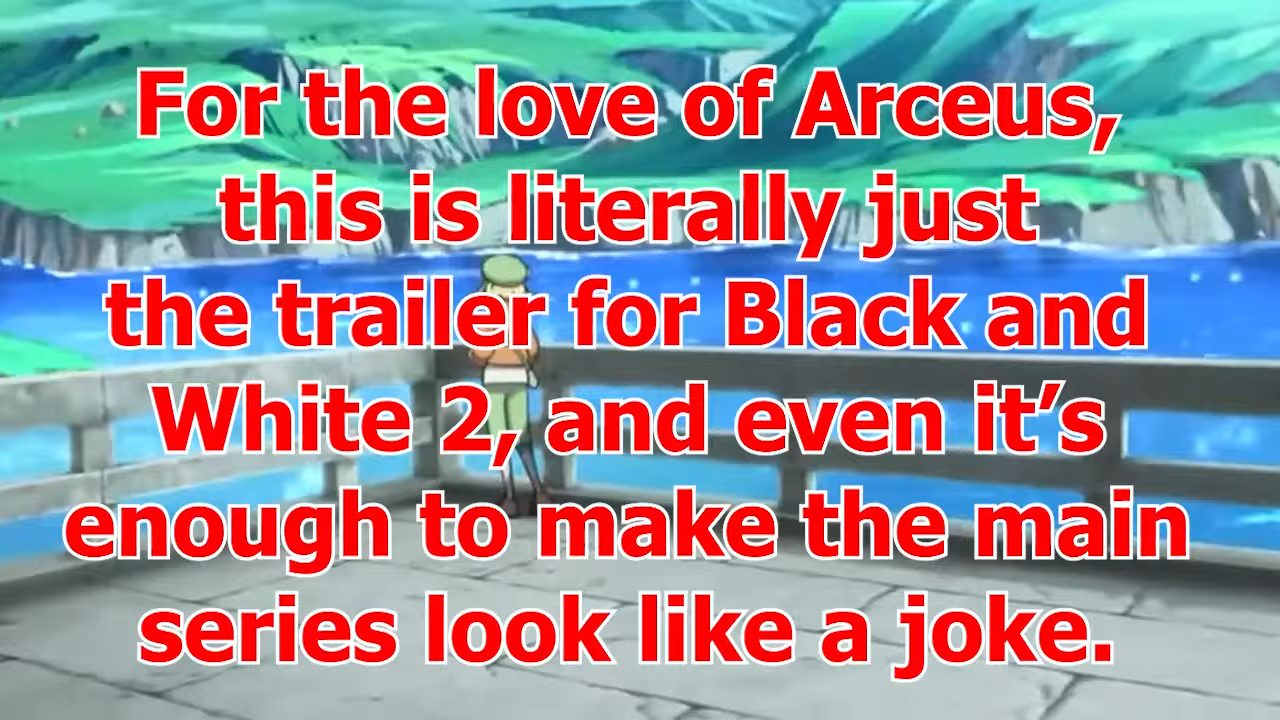 For the love of Arceus,
this is literally just
the trailer for Black and
White 2, and even it’s
enough to make the main
series look like a joke.